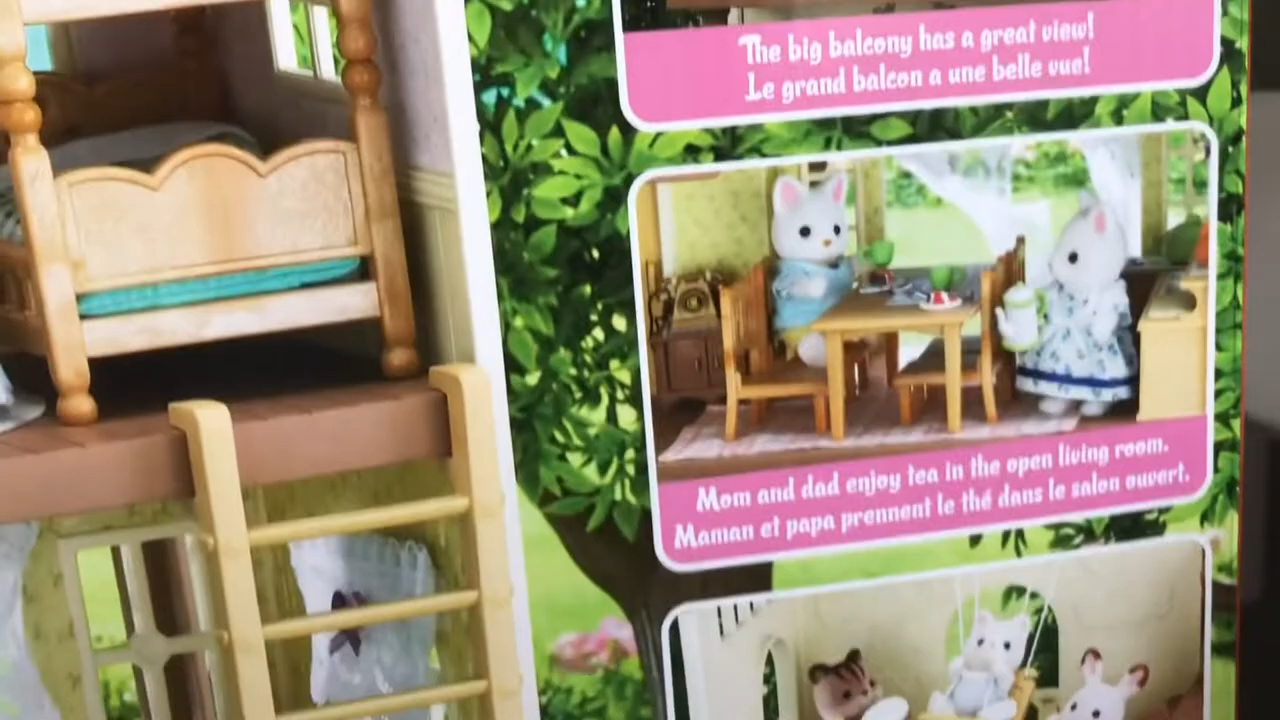 The big balcony has a great view!
Le grand balcon a une belle vue!
Mom and dad enjoy tea in the open living room.
Maman et papa prennent le thé dans le salon ouvert.